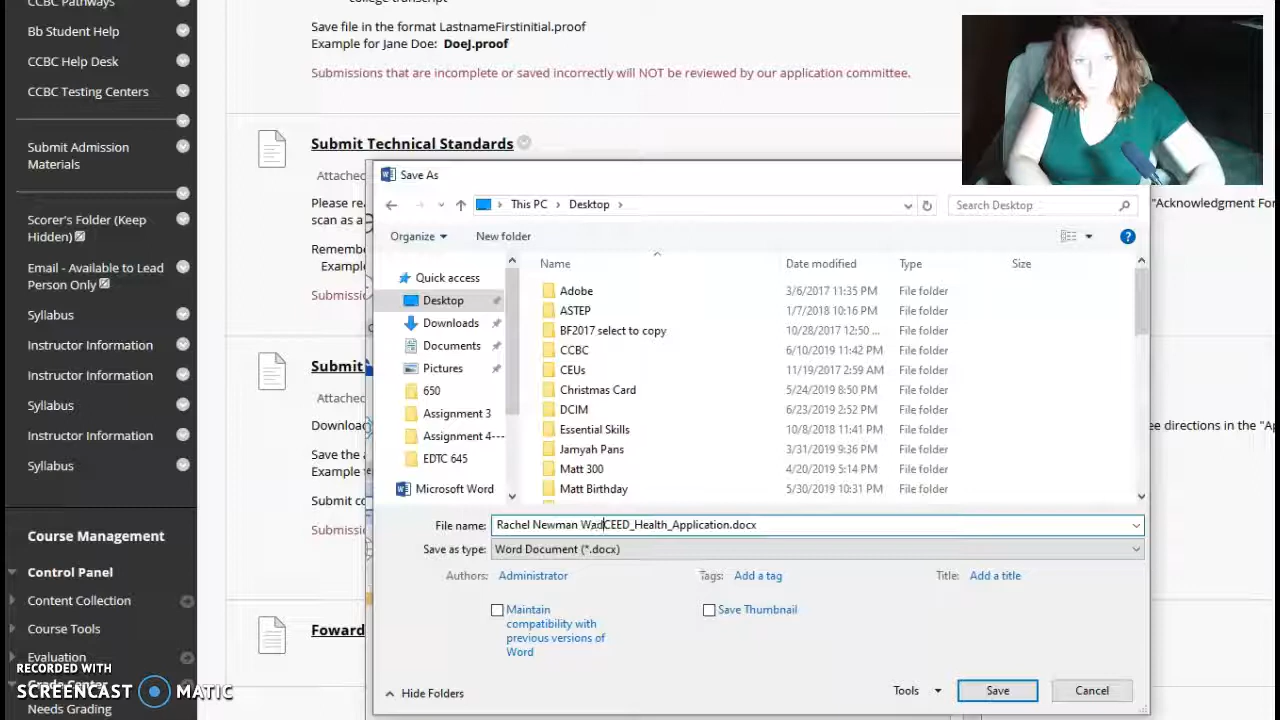 CCBC Pathways
Bb Student Help
CCBC Help Desk
CCBC Testing Centers
Submit Admission
Materials
Scorer's Folder (Keep
Hidden)
Email - Available to Lead
Person Only
Syllabus
Instructor Information
Instructor Information
Syllabus
Instructor Information
Syllabus
Course Management
Control Panel
Content Collection
Course Tools
Evaluation
Grade Center
Needs Grading
RECORDED WITH
SCREENCAST MATIC
college transcript
Save file in the format LastnameFirstinitial.proof
Example for Jane Doe: DoeJ.proof
Submissions that are incomplete or saved incorrectly will NOT be reviewed by our application committee.
Submit Technical Standards
Attached
Please rea
scan as a
"Acknowledgment For
Remembe
Example
Submissio
Submit
Attached
Downloa
ee directions in the "Ap
Save the a
Example
Submit co
Submissio
Foward
Save As
This PC > Desktop >
Search Desktop
Organize
New folder
Quick access
Desktop
Downloads
Documents
Pictures
650
Assignment 3
Assignment 4---
EDTC 645
Microsoft Word
Name Date modified Type Size
Adobe 3/6/2017 11:35 PM File folder
ASTEP 1/7/2018 10:16 PM File folder
BF2017 select to copy 10/28/2017 12:50 ... File folder
CCBC 6/10/2019 11:42 PM File folder
CEUs 11/19/2017 2:59 AM File folder
Christmas Card 5/24/2019 8:50 PM File folder
DCIM 6/23/2019 2:52 PM File folder
Essential Skills 10/8/2018 11:41 PM File folder
Jamyah Pans 3/31/2019 9:36 PM File folder
Matt 300 4/20/2019 5:14 PM File folder
Matt Birthday 5/30/2019 10:31 PM File folder
File name: Rachel Newman WadCEED_Health_Application.docx
Save as type: Word Document (*.docx)
Authors: Administrator
Tags: Add a tag
Title: Add a title
Maintain
compatibility with
previous versions of
Word
Save Thumbnail
Hide Folders
Tools
Save
Cancel